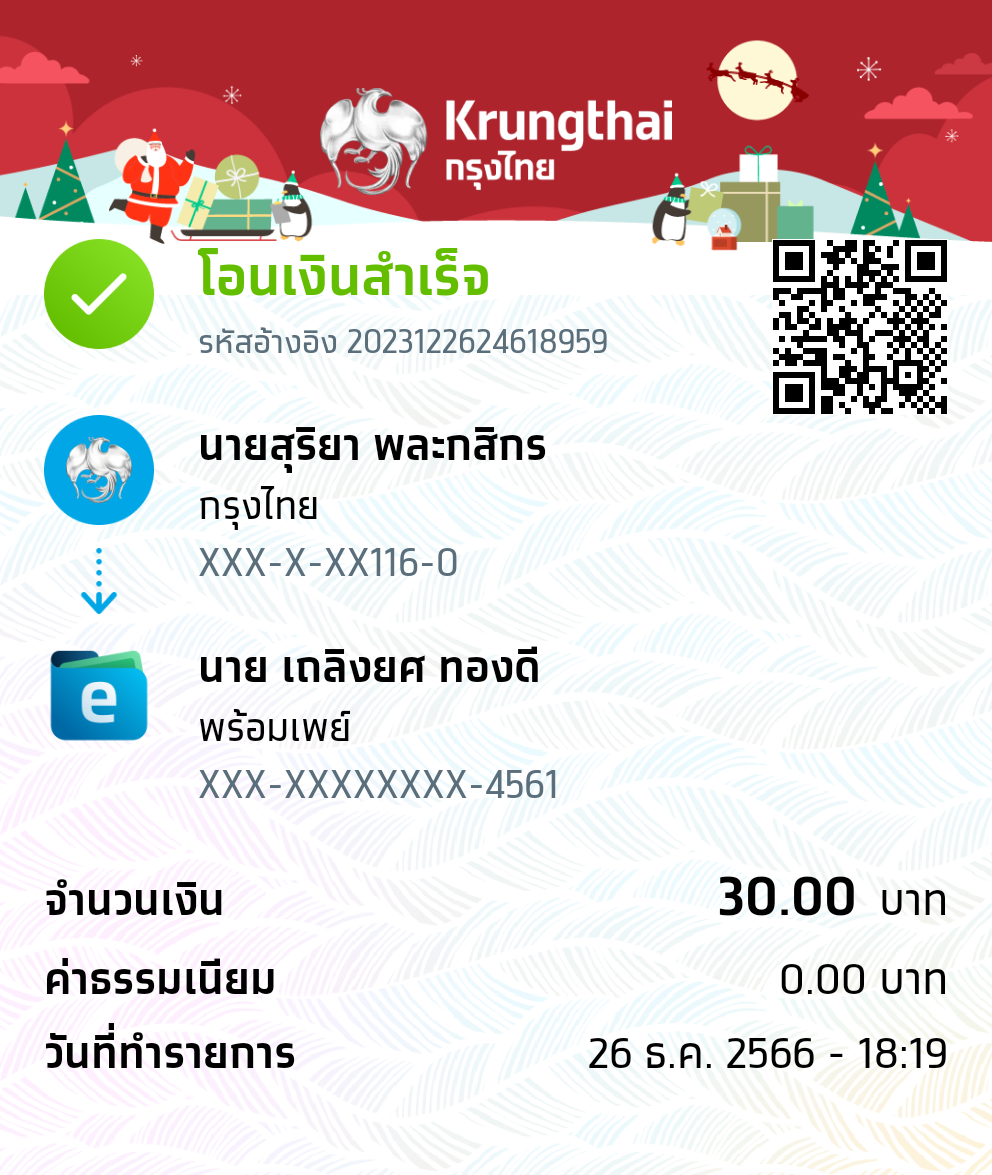 Krungthai
กรุงไทย
โอนเงินสำเร็จ
รหัสอ้างอิง 2023122624618959
นายสุริยา พละกสิกร
กรุงไทย
XXX-X-XX116-0
e
นาย เถลิงยศ ทองดี
พร้อมเพย์
XXX-XXXXXXXX-4561
จำนวนเงิน 30.00 บาท
ค่าธรรมเนียม 0.00 บาท
วันที่ทำรายการ 26 ธ.ค. 2566 - 18:19